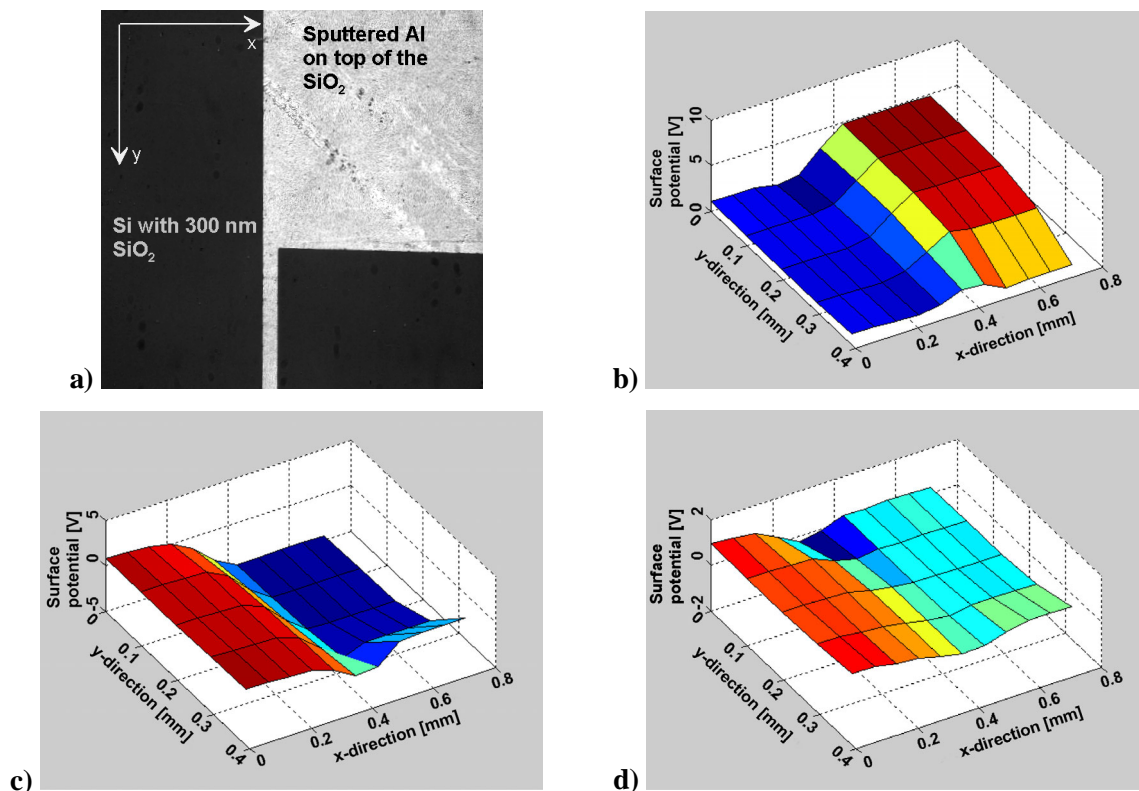 x
Sputtered Al
on top of the
SiO₂
y
Si with 300 nm
SiO₂
a)
10
5
0
Surface
potential [V]
0
0.1
0.2
0.3
0.4
y-direction [mm]
0
0.2
0.4
0.6
0.8
x-direction [mm]
b)
5
0
-5
Surface
potential [V]
0
0.1
0.2
0.3
0.4
y-direction [mm]
0
0.2
0.4
0.6
0.8
x-direction [mm]
c)
2
0
-2
Surface
potential [V]
0
0.1
0.2
0.3
0.4
y-direction [mm]
0
0.2
0.4
0.6
0.8
x-direction [mm]
d)